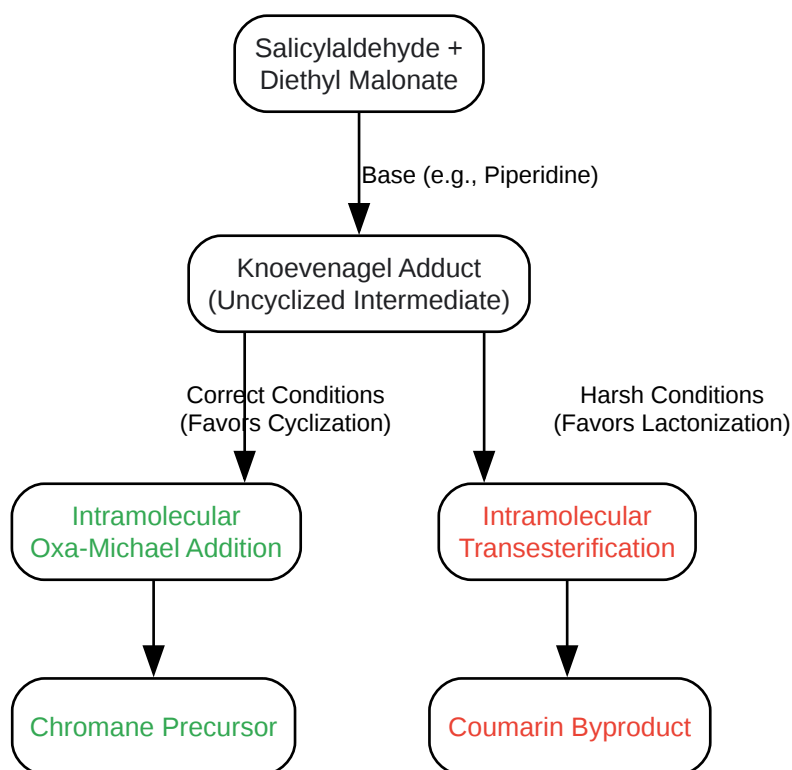 Salicylaldehyde +
Diethyl Malonate
Base (e.g., Piperidine)
Knoevenagel Adduct
(Uncyclized Intermediate)
Correct Conditions
(Favors Cyclization)
Harsh Conditions
(Favors Lactonization)
Intramolecular
Oxa-Michael Addition
Intramolecular
Transesterification
Chromane Precursor
Coumarin Byproduct